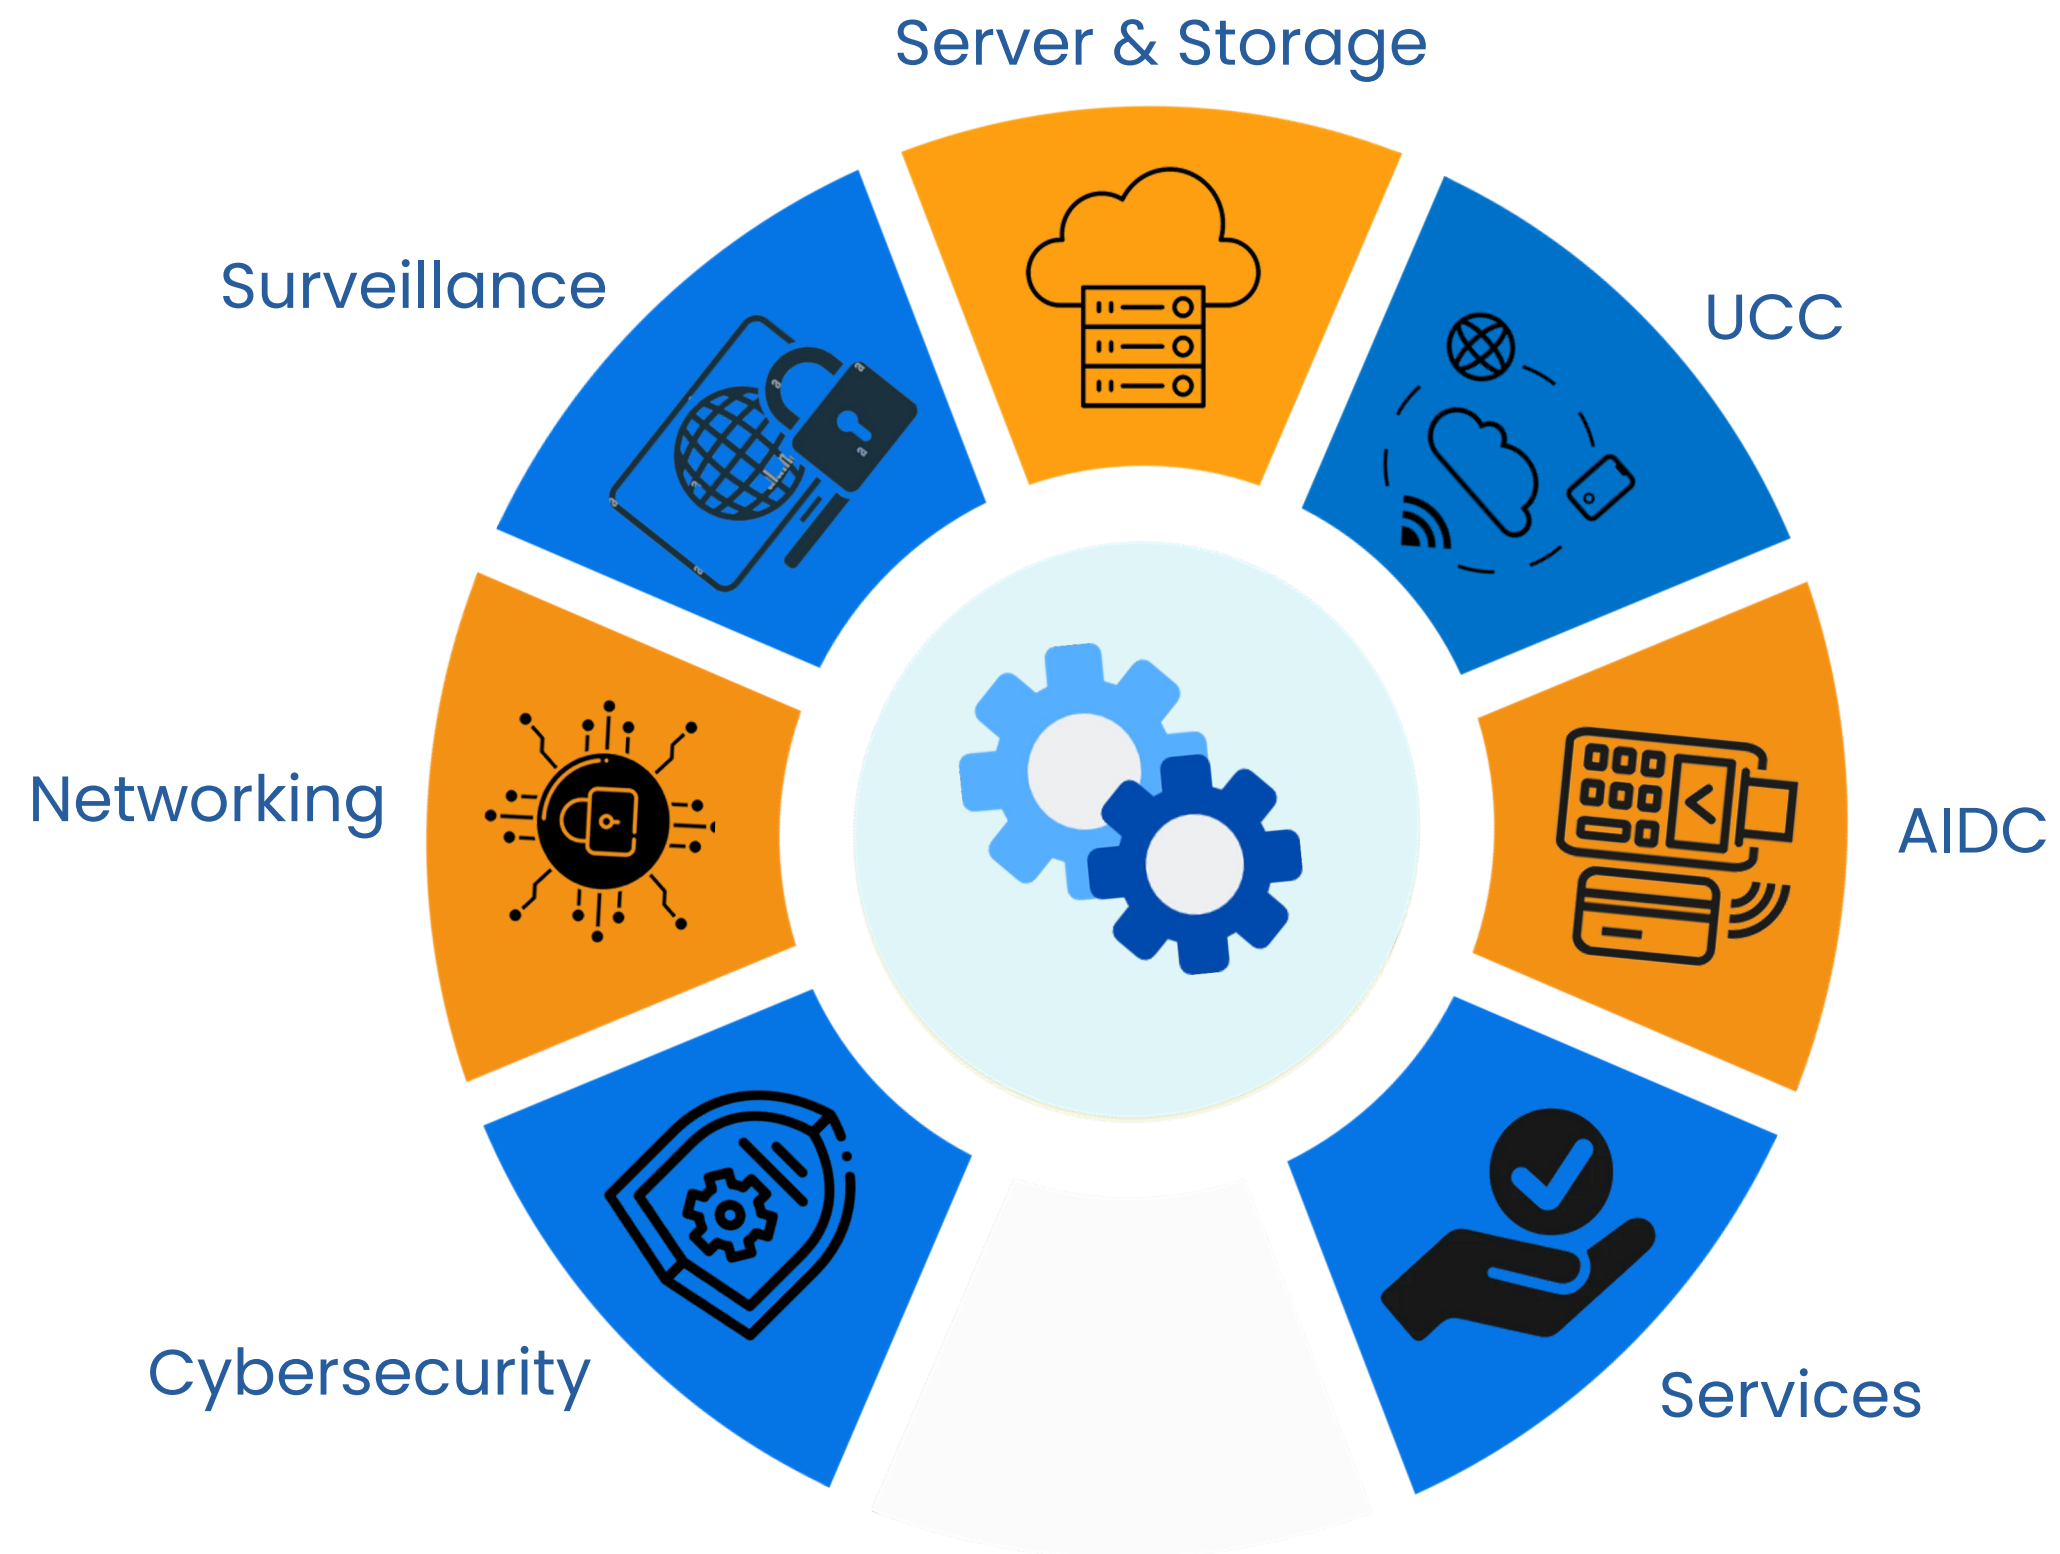 Server & Storage
Surveillance
UCC
Networking
AIDC
Cybersecurity
Services